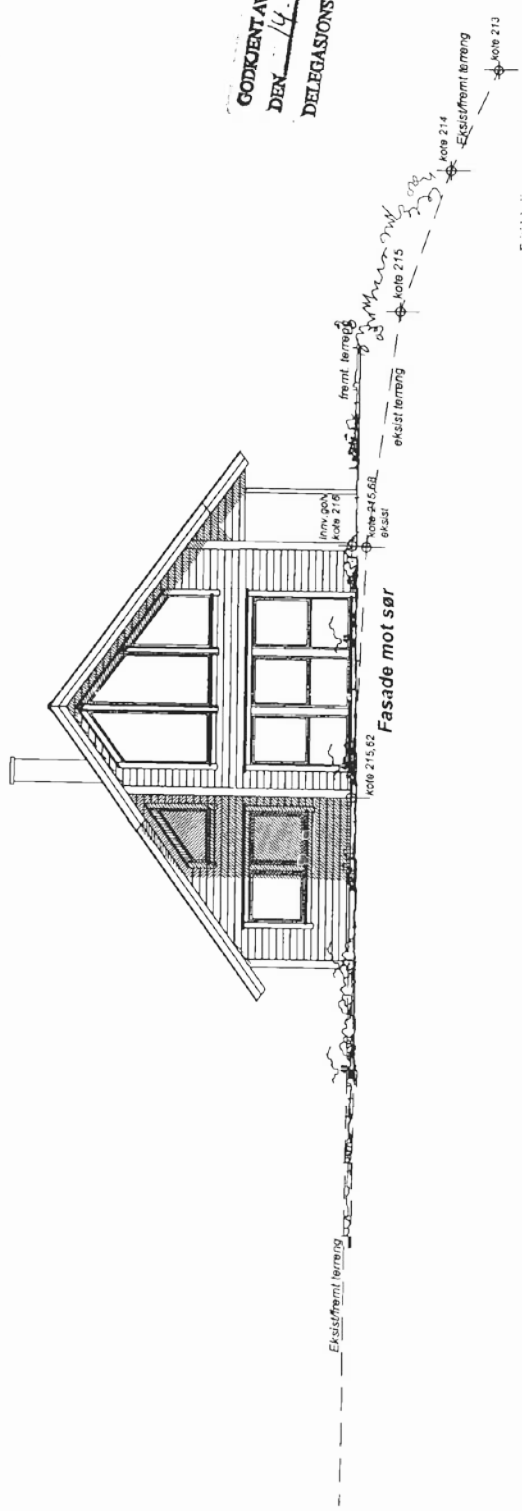 GODKJENT AV
DEN 14.
DELEGASJONS
Eksist/fremt terreng
kote 215,62
Fasade mot sør
innv. golv
kote 216
kote 215,68
eksist
fremt. terreng
eksist terreng
kote 215
kote 214
Eksist/fremt terreng
kote 213